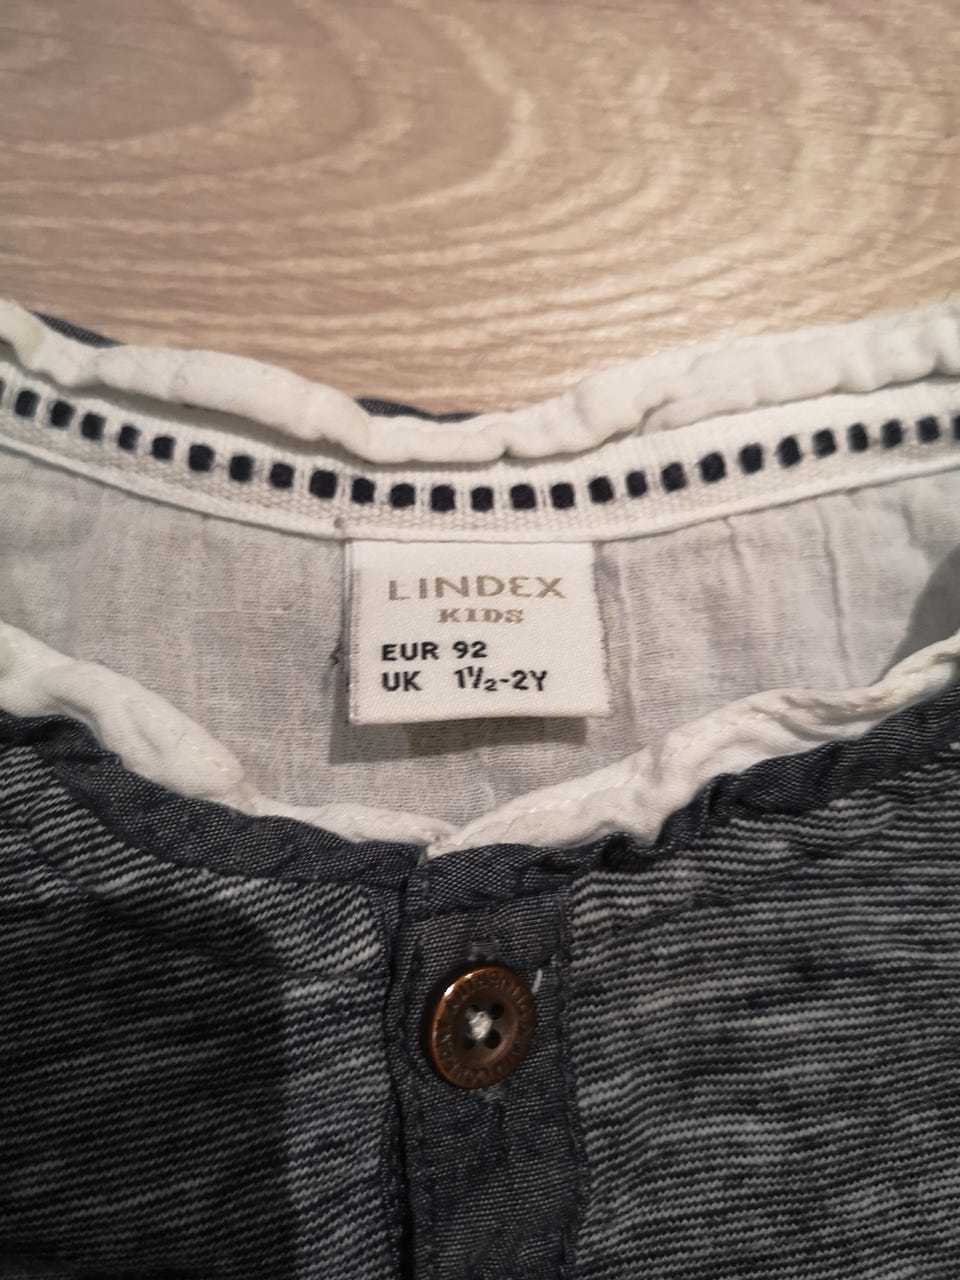 LINDEX
KIDS
EUR 92
UK 1½-2Y